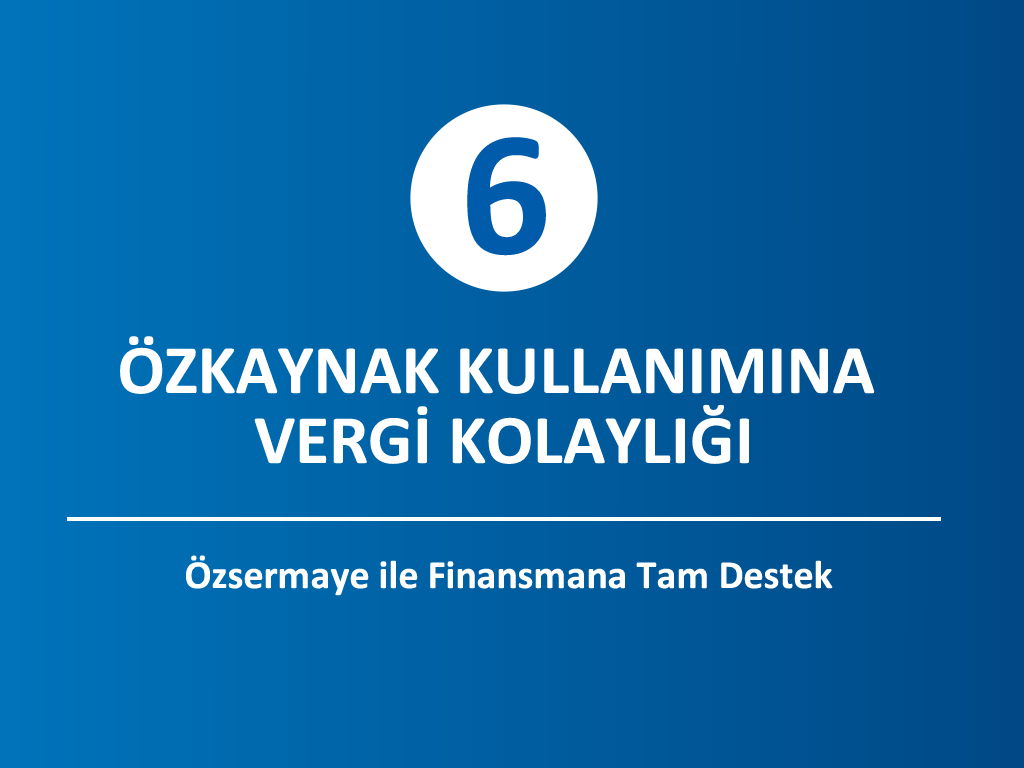 6
ÖZKAYNAK KULLANIMINA
VERGİ KOLAYLIĞI
Özsermaye ile Finansmana Tam Destek